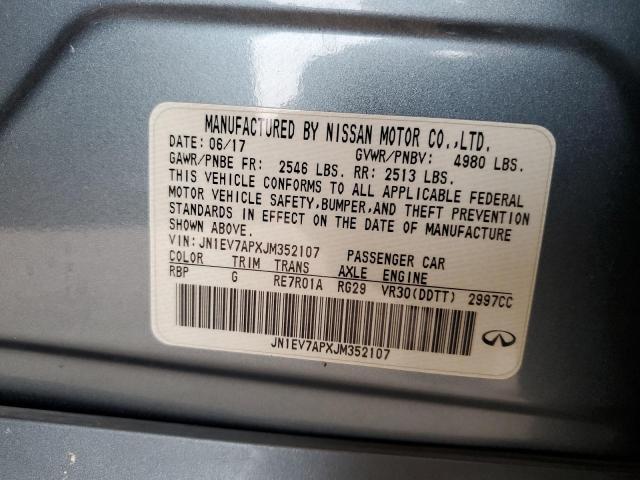 MANUFACTURED BY NISSAN MOTOR CO.,LTD.
DATE: 06/17 GVWR/PNBV: 4980 LBS.
GAWR/PNBE FR: 2546 LBS. RR: 2513 LBS.
THIS VEHICLE CONFORMS TO ALL APPLICABLE FEDERAL
MOTOR VEHICLE SAFETY,BUMPER,AND THEFT PREVENTION
STANDARDS IN EFFECT ON THE DATE OF MANUFACTURE
SHOWN ABOVE.
VIN: JN1EV7APXJM352107 PASSENGER CAR
COLOR TRIM TRANS AXLE ENGINE
RBP G RE7R01A RG29 VR30(DDTT) 2997CC
JN1EV7APXJM352107